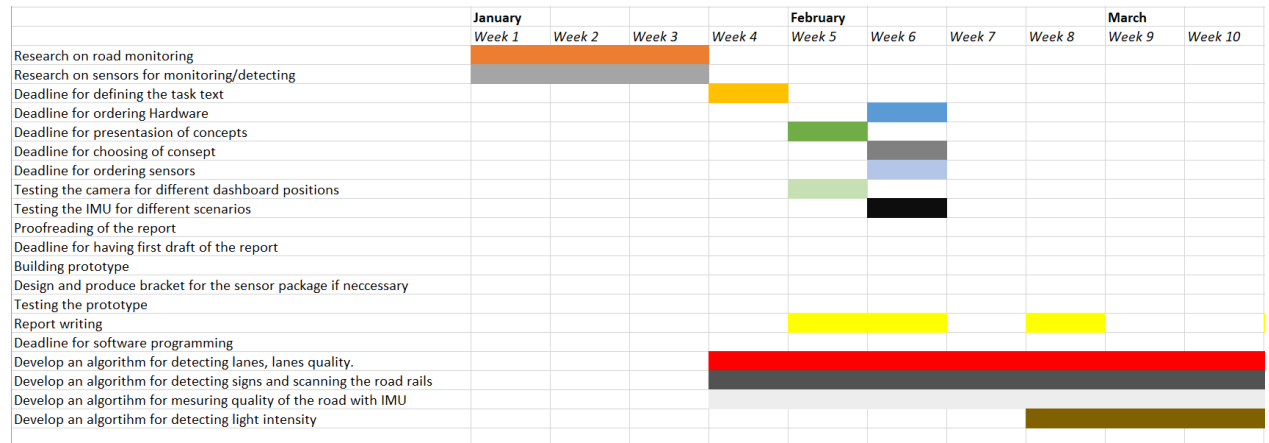 January February March
Week 1 Week 2 Week 3 Week 4 Week 5 Week 6 Week 7 Week 8 Week 9 Week 10
Research on road monitoring
Research on sensors for monitoring/detecting
Deadline for defining the task text
Deadline for ordering Hardware
Deadline for presentasion of concepts
Deadline for choosing of consept
Deadline for ordering sensors
Testing the camera for different dashboard positions
Testing the IMU for different scenarios
Proofreading of the report
Deadline for having first draft of the report
Building prototype
Design and produce bracket for the sensor package if neccessary
Testing the prototype
Report writing
Deadline for software programming
Develop an algorithm for detecting lanes, lanes quality.
Develop an algorithm for detecting signs and scanning the road rails
Develop an algortihm for mesuring quality of the road with IMU
Develop an algoritihm for detecting light intensity